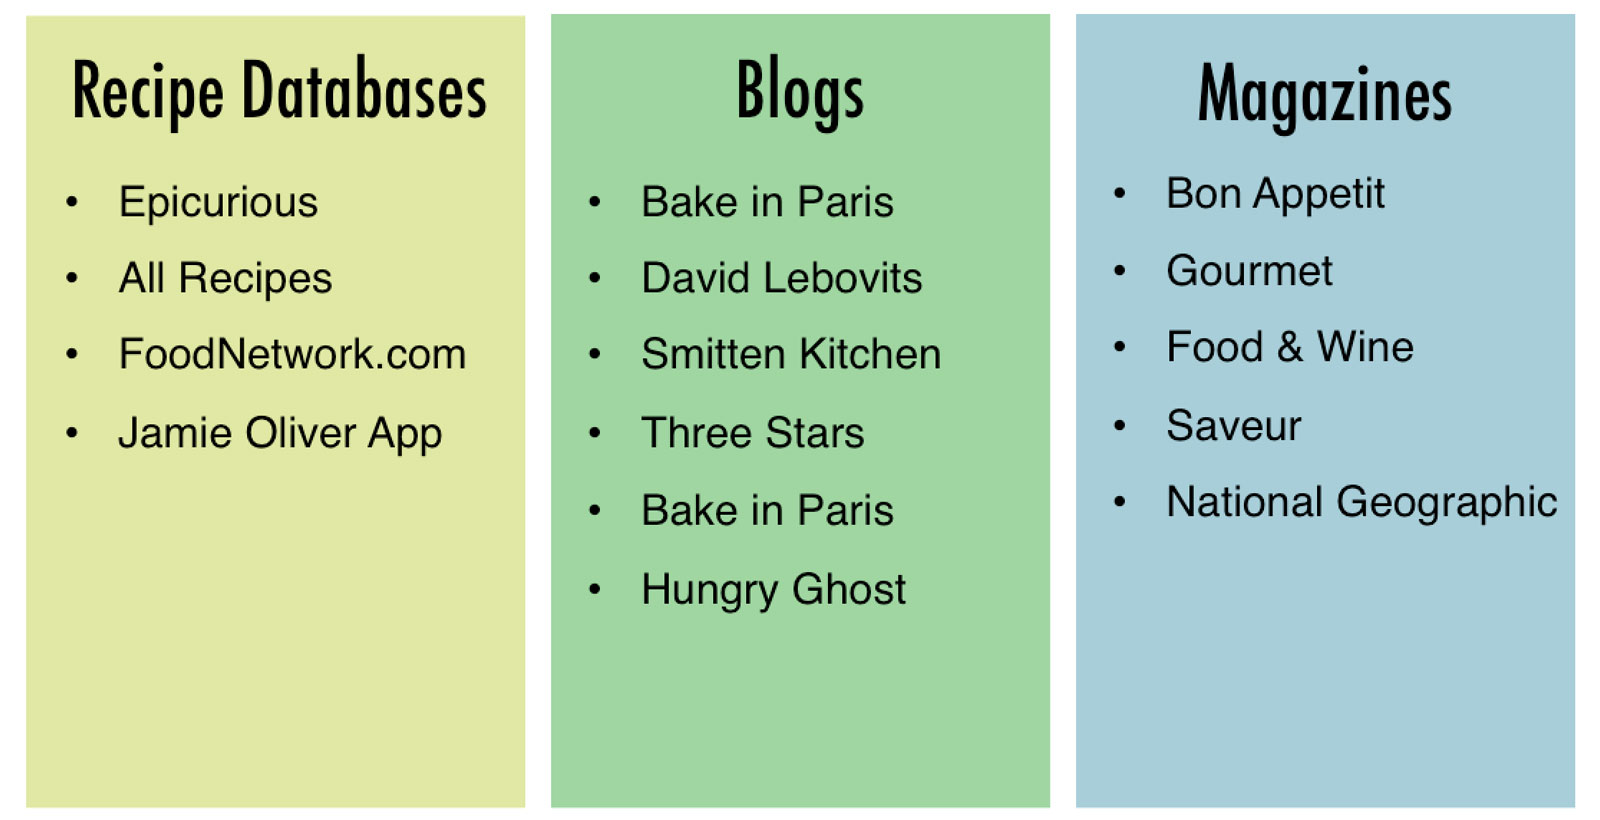 Recipe Databases
• Epicurious
• All Recipes
• FoodNetwork.com
• Jamie Oliver App
Blogs
• Bake in Paris
• David Lebovits
• Smitten Kitchen
• Three Stars
• Bake in Paris
• Hungry Ghost
Magazines
• Bon Appetit
• Gourmet
• Food & Wine
• Saveur
• National Geographic